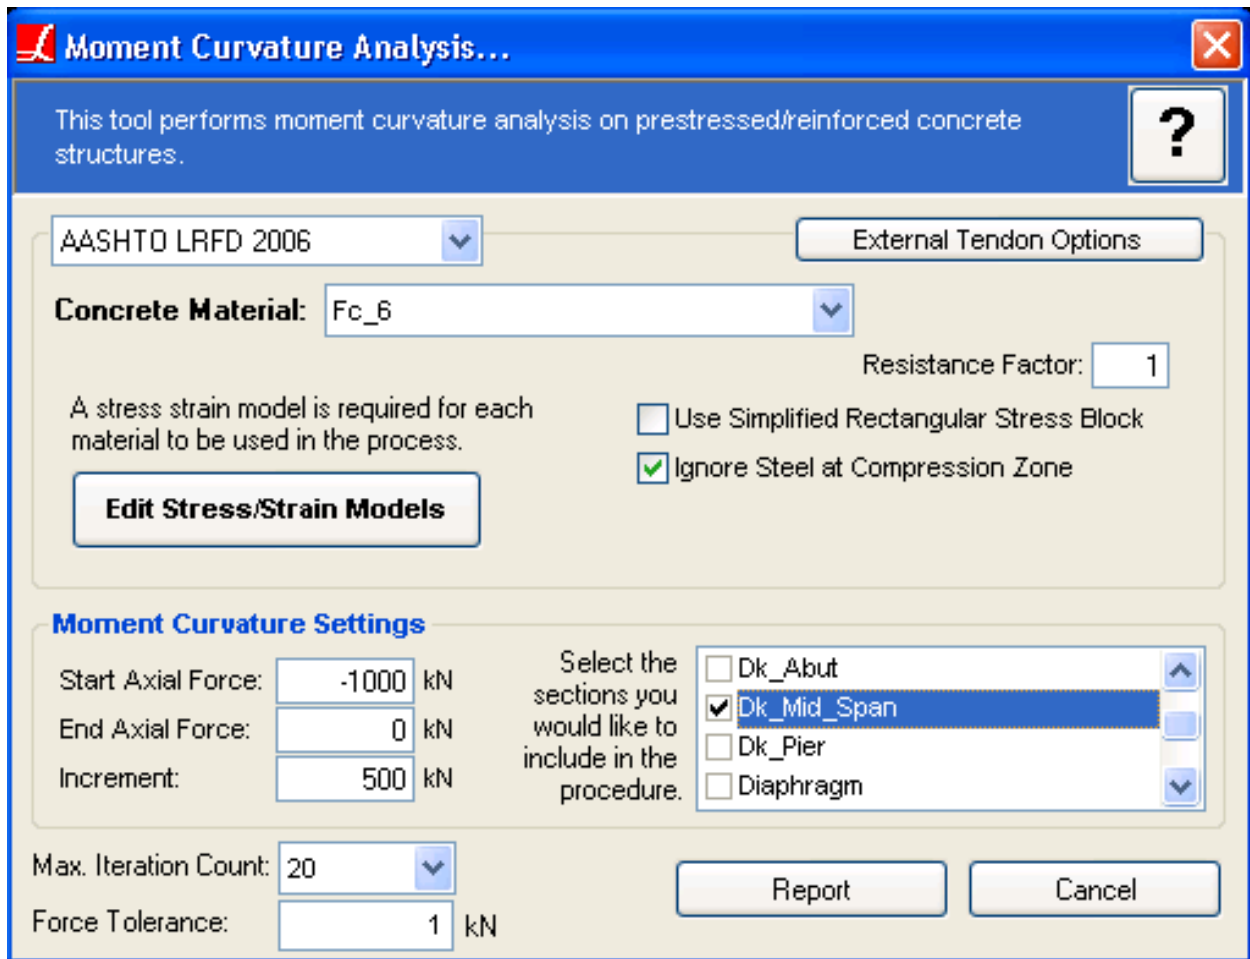 Moment Curvature Analysis...
This tool performs moment curvature analysis on prestressed/reinforced concrete
structures.
?
AASHTO LRFD 2006
External Tendon Options
Concrete Material: Fc_6
Resistance Factor: 1
A stress strain model is required for each
material to be used in the process.
Use Simplified Rectangular Stress Block
Ignore Steel at Compression Zone
Edit Stress/Strain Models
Moment Curvature Settings
Start Axial Force: -1000 kN
End Axial Force: 0 kN
Increment: 500 kN
Select the
sections you
would like to
include in the
procedure.
Dk_Abut
Dk_Mid_Span
Dk_Pier
Diaphragm
Max. Iteration Count: 20
Force Tolerance: 1 kN
Report
Cancel